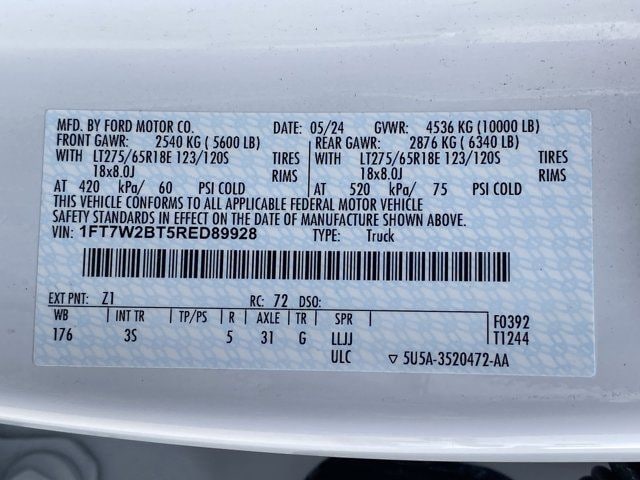 MFD. BY FORD MOTOR CO. DATE: 05/24 GVWR: 4536 KG (10000 LB)
FRONT GAWR: 2540 KG (5600 LB) REAR GAWR: 2876 KG (6340 LB)
WITH LT275/65R18E 123/120S TIRES WITH LT275/65R18E 123/120S TIRES
18x8.0J RIMS 18x8.0J RIMS
AT 420 kPa/ 60 PSI COLD AT 520 kPa/ 75 PSI COLD
THIS VEHICLE CONFORMS TO ALL APPLICABLE FEDERAL MOTOR VEHICLE
SAFETY STANDARDS IN EFFECT ON THE DATE OF MANUFACTURE SHOWN ABOVE.
VIN: 1FT7W2BT5RED89928 TYPE: Truck
EXT PNT: Z1 RC: 72 DSO:
WB INT TR TP/PS R AXLE TR SPR F0392
176 3S 5 31 G LLJJ T1244
ULC ▽ 5U5A-3520472-AA